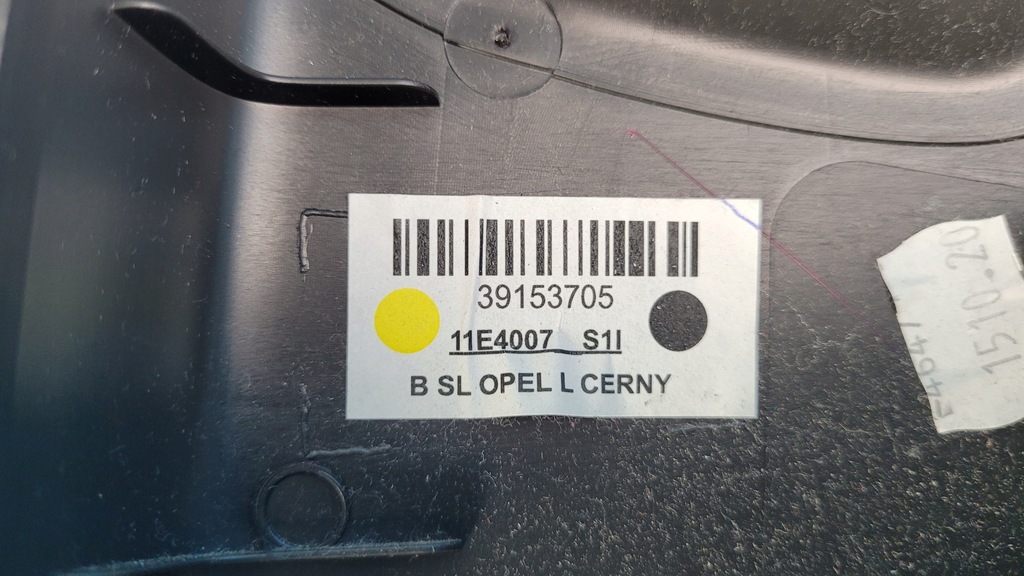 39153705
11E4007 S1I
B SL OPEL L CERNY
1510.20